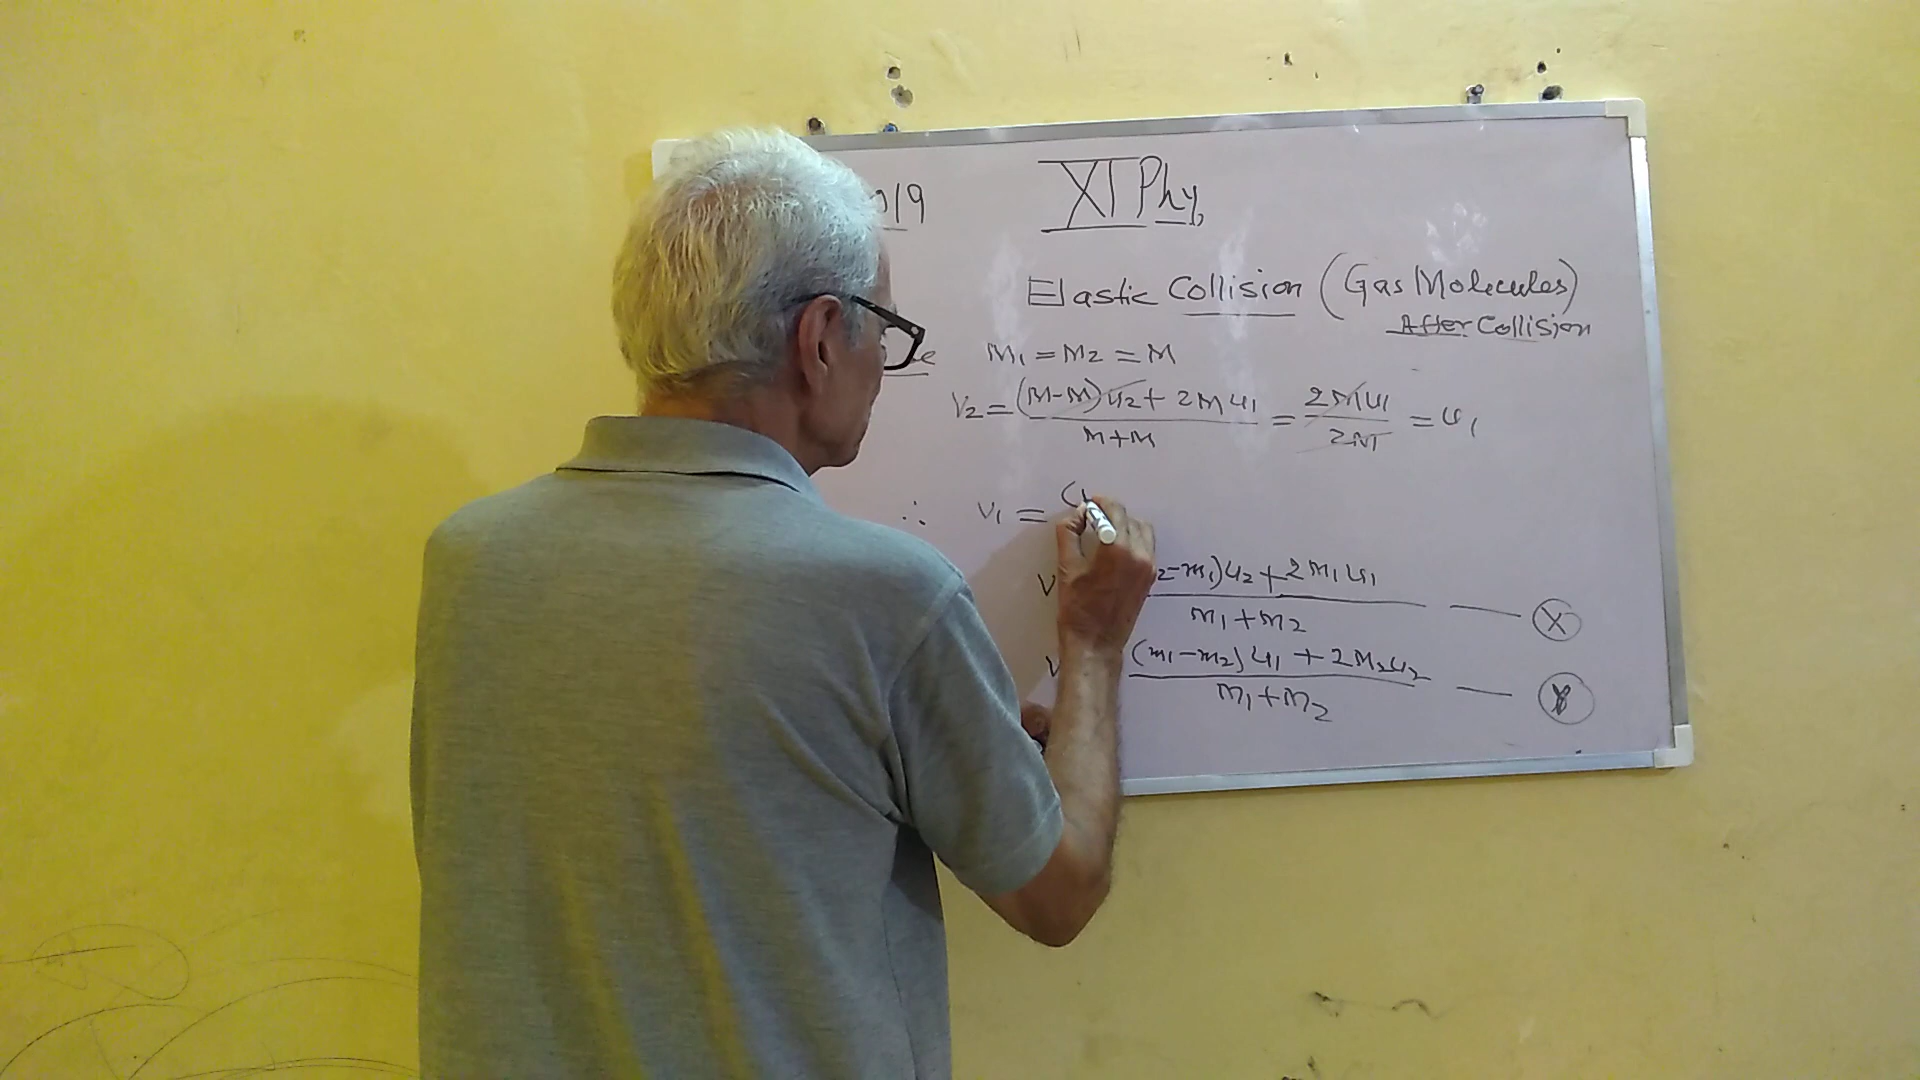 019 XI Phy,
Elastic Collision (Gas Molecules)
After Collision
M₁ = M₂ = M
V₂ = (M-M)u₂ + 2Mu₁ / M+M = 2Mu₁ / 2M = u₁
∴ V₁ = (
₂-m₁)u₂ + 2M₁u₁ / m₁+m₂ — X
(m₁-m₂)u₁ + 2M₂u₂ / m₁+m₂ —